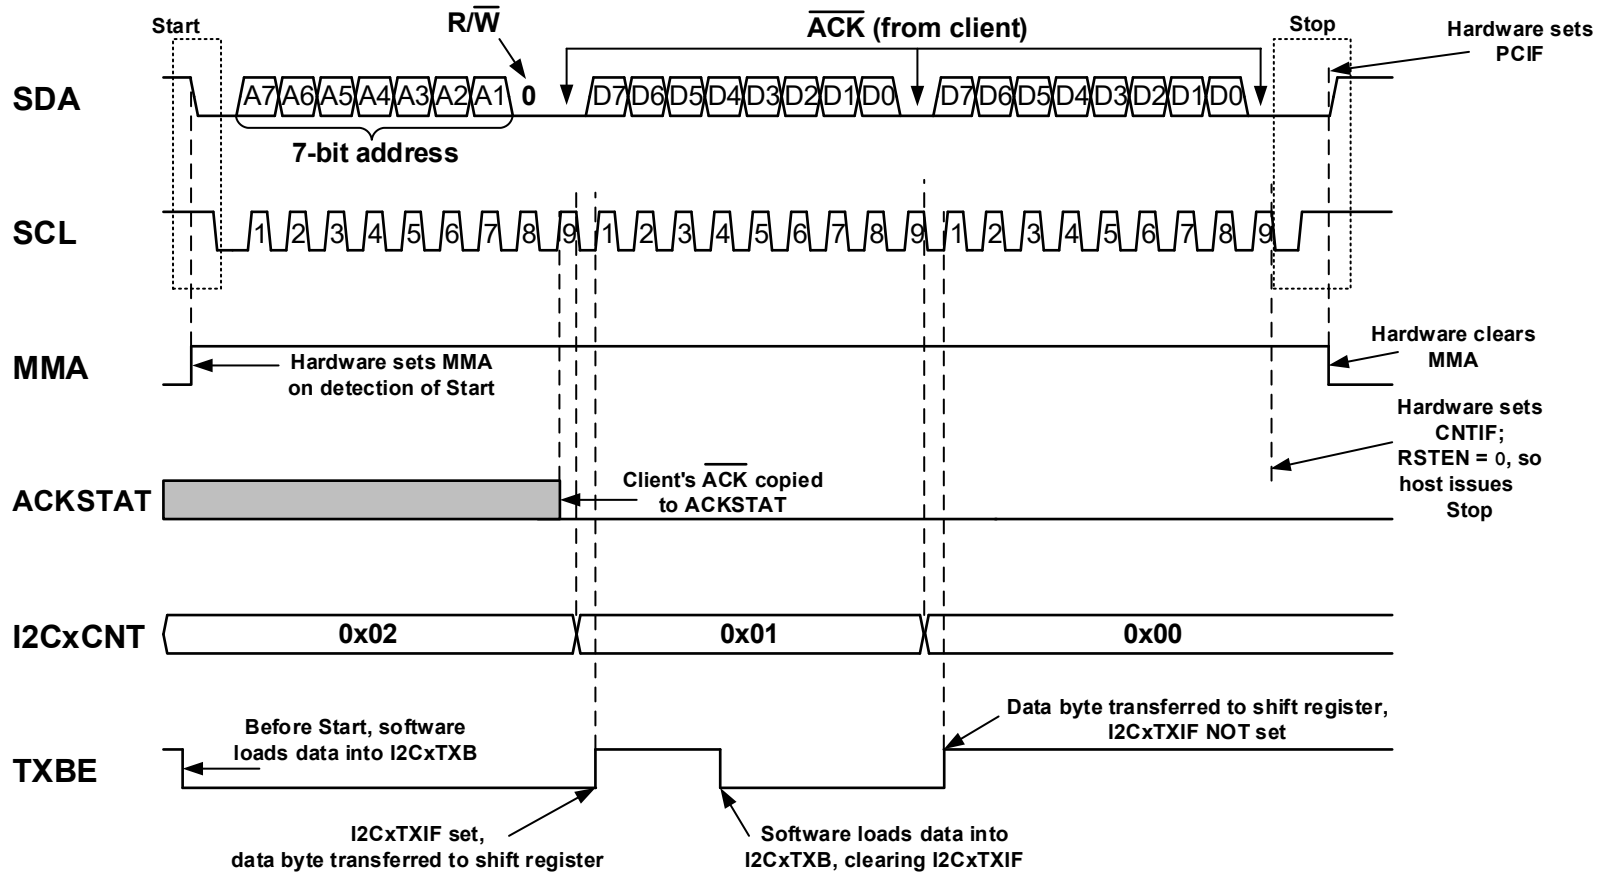 Start
R/W
ACK (from client)
Stop
Hardware sets
PCIF
SDA
A7 A6 A5 A4 A3 A2 A1 0 D7 D6 D5 D4 D3 D2 D1 D0 D7 D6 D5 D4 D3 D2 D1 D0
7-bit address
SCL
1 2 3 4 5 6 7 8 9 1 2 3 4 5 6 7 8 9 1 2 3 4 5 6 7 8 9
MMA
Hardware sets MMA
on detection of Start
Hardware clears
MMA
Hardware sets
CNTIF;
RSTEN = 0, so
host issues
Stop
ACKSTAT
Client's ACK copied
to ACKSTAT
I2CxCNT
0x02
0x01
0x00
TXBE
Before Start, software
loads data into I2CxTXB
Data byte transferred to shift register,
I2CxTXIF NOT set
I2CxTXIF set,
data byte transferred to shift register
Software loads data into
I2CxTXB, clearing I2CxTXIF